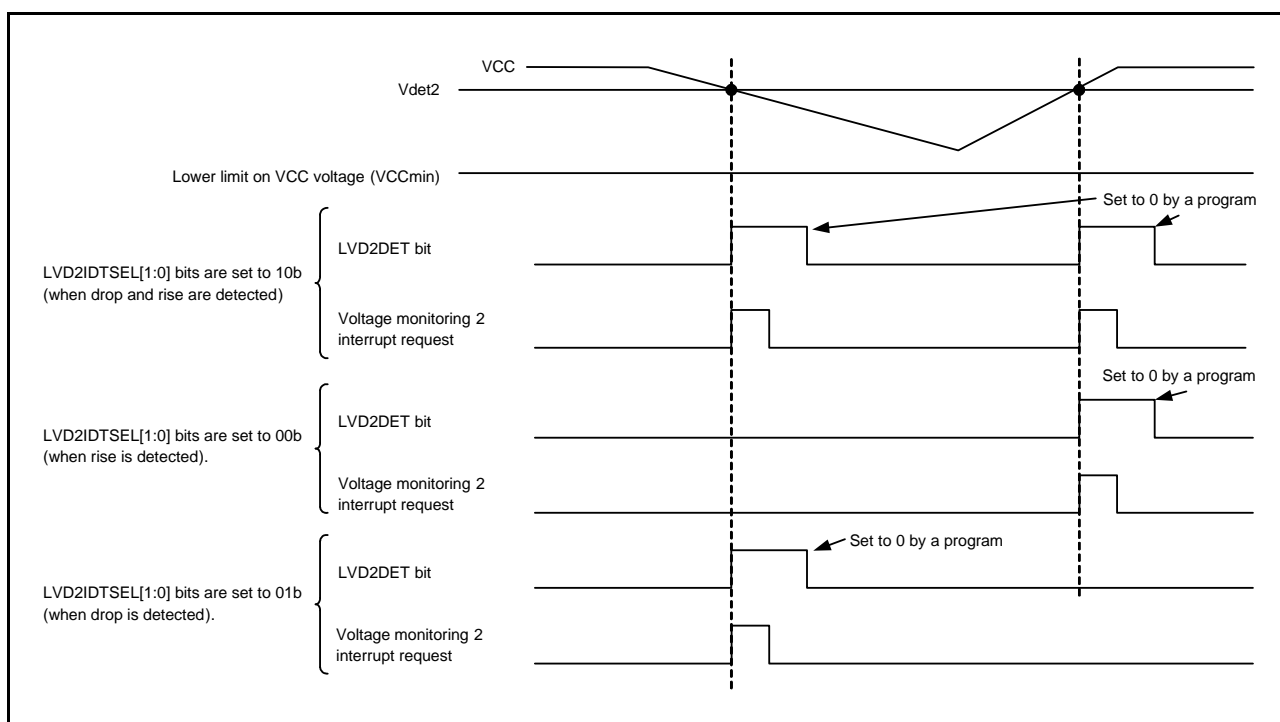 VCC
Vdet2
Lower limit on VCC voltage (VCCmin)
Set to 0 by a program
LVD2DET bit
LVD2IDTSEL[1:0] bits are set to 10b
(when drop and rise are detected)
Voltage monitoring 2
interrupt request
Set to 0 by a program
LVD2DET bit
LVD2IDTSEL[1:0] bits are set to 00b
(when rise is detected).
Voltage monitoring 2
interrupt request
Set to 0 by a program
LVD2DET bit
LVD2IDTSEL[1:0] bits are set to 01b
(when drop is detected).
Voltage monitoring 2
interrupt request